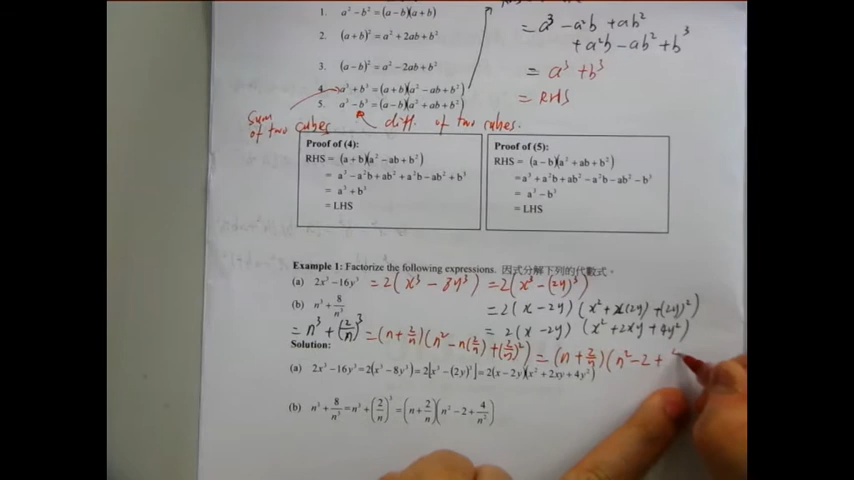 1. a² - b² = (a-b)(a+b)
2. (a+b)² = a² + 2ab + b²
3. (a-b)² = a² - 2ab + b²
4. a³ + b³ = (a+b)(a² - ab + b²)
5. a³ - b³ = (a-b)(a² + ab + b²)
= a³ - a²b + ab²
+ a²b - ab² + b³
= a³ + b³
= RHS
Sum
of two cubes
diff. of two cubes.
Proof of (4):
RHS = (a+b)(a² - ab + b²)
= a³ - a²b + ab² + a²b - ab² + b³
= a³ + b³
= LHS
Proof of (5):
RHS = (a-b)(a² + ab + b²)
= a³ + a²b + ab² - a²b - ab² - b³
= a³ - b³
= LHS
Example 1: Factorize the following expressions. 因式分解下列的代數式。
(a) 2x³ - 16y³ = 2(x³ - 8y³) = 2(x³ - (2y)³)
= 2(x - 2y)(x² + x(2y) + (2y)²)
= 2(x - 2y)(x² + 2xy + 4y²)
(b) n³ + 8/n³
= n³ + (2/n)³ = (n + 2/n)(n² - n(2/n) + (2/n)²)
= (n + 2/n)(n² - 2 +
Solution:
(a) 2x³ - 16y³ = 2(x³ - 8y³) = 2[x³ - (2y)³] = 2(x - 2y)(x² + 2xy + 4y²)
(b) n³ + 8/n³ = n³ + (2/n)³ = (n + 2/n)(n² - 2 + 4/n²)